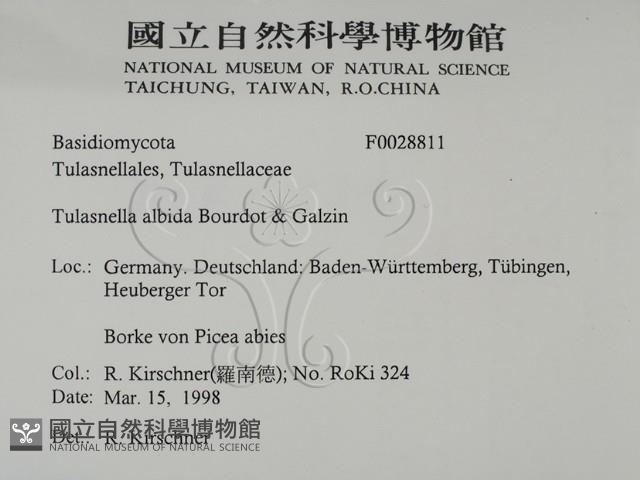 國立自然科學博物館
NATIONAL MUSEUM OF NATURAL SCIENCE
TAICHUNG, TAIWAN, R.O.CHINA
Basidiomycota F0028811
Tulasnellales, Tulasnellaceae
Tulasnella albida Bourdot & Galzin
Loc.: Germany. Deutschland: Baden-Württemberg, Tübingen,
Heuberger Tor
Borke von Picea abies
Col.: R. Kirschner(羅南德); No. RoKi 324
Date: Mar. 15, 1998
Det.: R. Kirschner
國立自然科學博物館
NATIONAL MUSEUM OF NATURAL SCIENCE